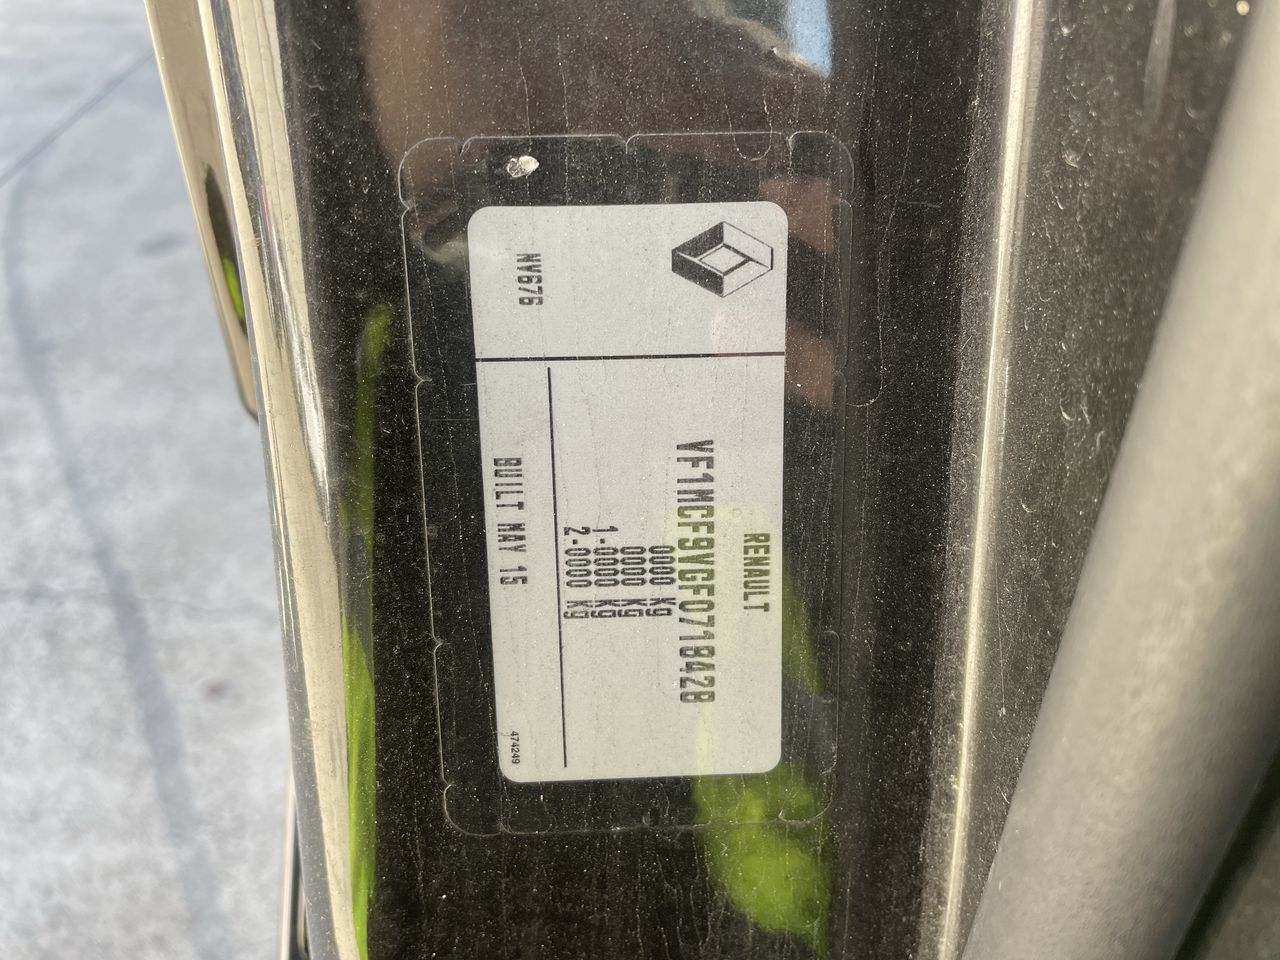 RENAULT
VF1MCF9VGF0718428
0000 Kg
0000 Kg
1-0000 Kg
2-0000 Kg
NV676
BUILT MAY 15
474249